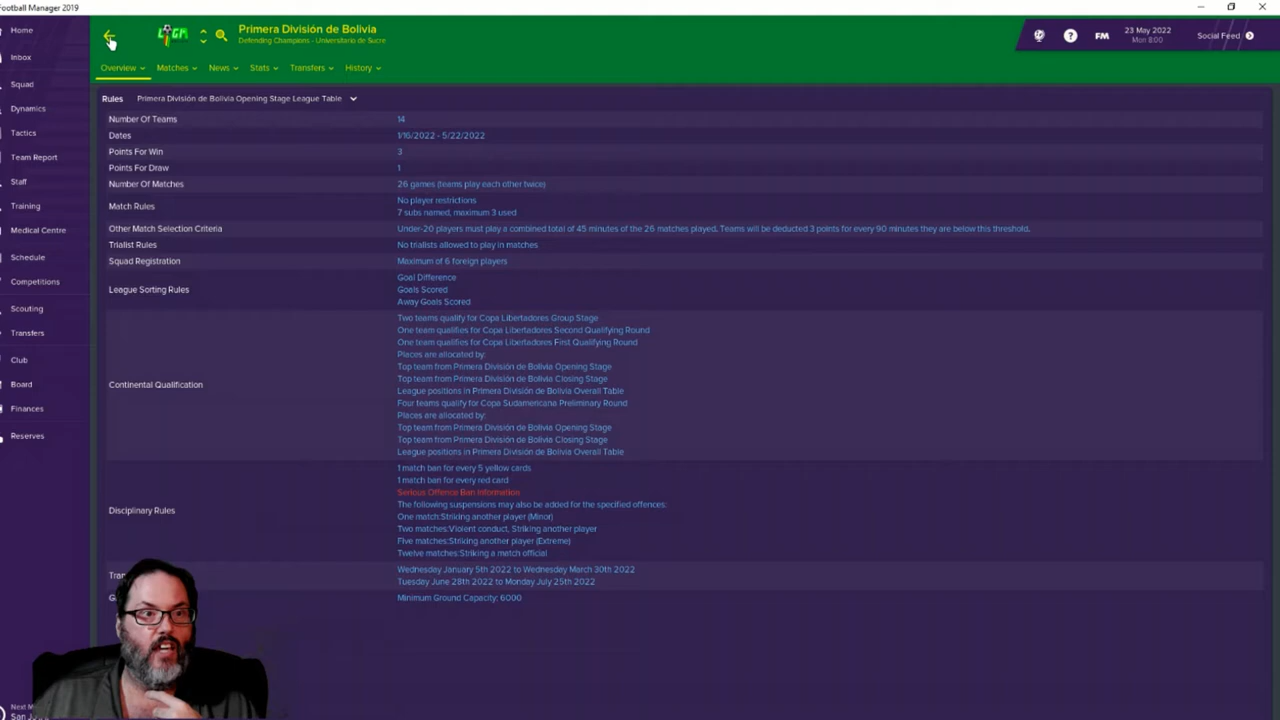 Football Manager 2019
Home
Inbox
Squad
Dynamics
Tactics
Team Report
Staff
Training
Medical Centre
Schedule
Competitions
Scouting
Transfers
Club
Board
Finances
Reserves
Primera División de Bolivia
Defending Champions - Universitario de Sucre
FM
23 May 2022
Mon 8:00
Social Feed
Overview
Matches
News
Stats
Transfers
History
Rules
Primera División de Bolivia Opening Stage League Table
Number Of Teams
14
Dates
1/16/2022 - 5/22/2022
Points For Win
3
Points For Draw
1
Number Of Matches
26 games (teams play each other twice)
Match Rules
No player restrictions
7 subs named, maximum 3 used
Other Match Selection Criteria
Under-20 players must play a combined total of 45 minutes of the 26 matches played. Teams will be deducted 3 points for every 90 minutes they are below this threshold.
Trialist Rules
No trialists allowed to play in matches
Squad Registration
Maximum of 6 foreign players
League Sorting Rules
Goal Difference
Goals Scored
Away Goals Scored
Continental Qualification
Two teams qualify for Copa Libertadores Group Stage
One team qualifies for Copa Libertadores Second Qualifying Round
One team qualifies for Copa Libertadores First Qualifying Round
Places are allocated by:
Top team from Primera División de Bolivia Opening Stage
Top team from Primera División de Bolivia Closing Stage
League positions in Primera División de Bolivia Overall Table
Four teams qualify for Copa Sudamericana Preliminary Round
Places are allocated by:
Top team from Primera División de Bolivia Opening Stage
Top team from Primera División de Bolivia Closing Stage
League positions in Primera División de Bolivia Overall Table
Disciplinary Rules
1 match ban for every 5 yellow cards
1 match ban for every red card
Serious Offence Ban Information
The following suspensions may also be added for the specified offences:
One match:Striking another player (Minor)
Two matches:Violent conduct, Striking another player
Five matches:Striking another player (Extreme)
Twelve matches:Striking a match official
Wednesday January 5th 2022 to Wednesday March 30th 2022
Tuesday June 28th 2022 to Monday July 25th 2022
Minimum Ground Capacity: 6000